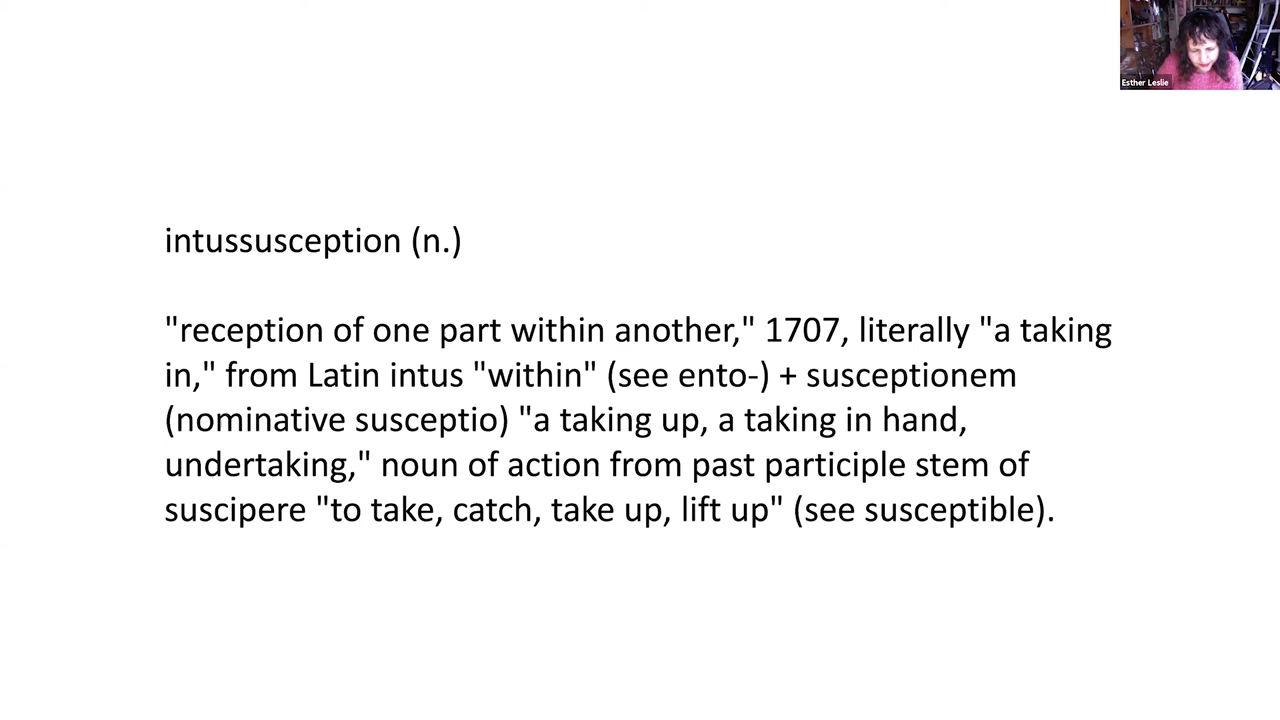 Esther Leslie
intussusception (n.)
"reception of one part within another," 1707, literally "a taking
in," from Latin intus "within" (see ento-) + susceptionem
(nominative susceptio) "a taking up, a taking in hand,
undertaking," noun of action from past participle stem of
suscipere "to take, catch, take up, lift up" (see susceptible).